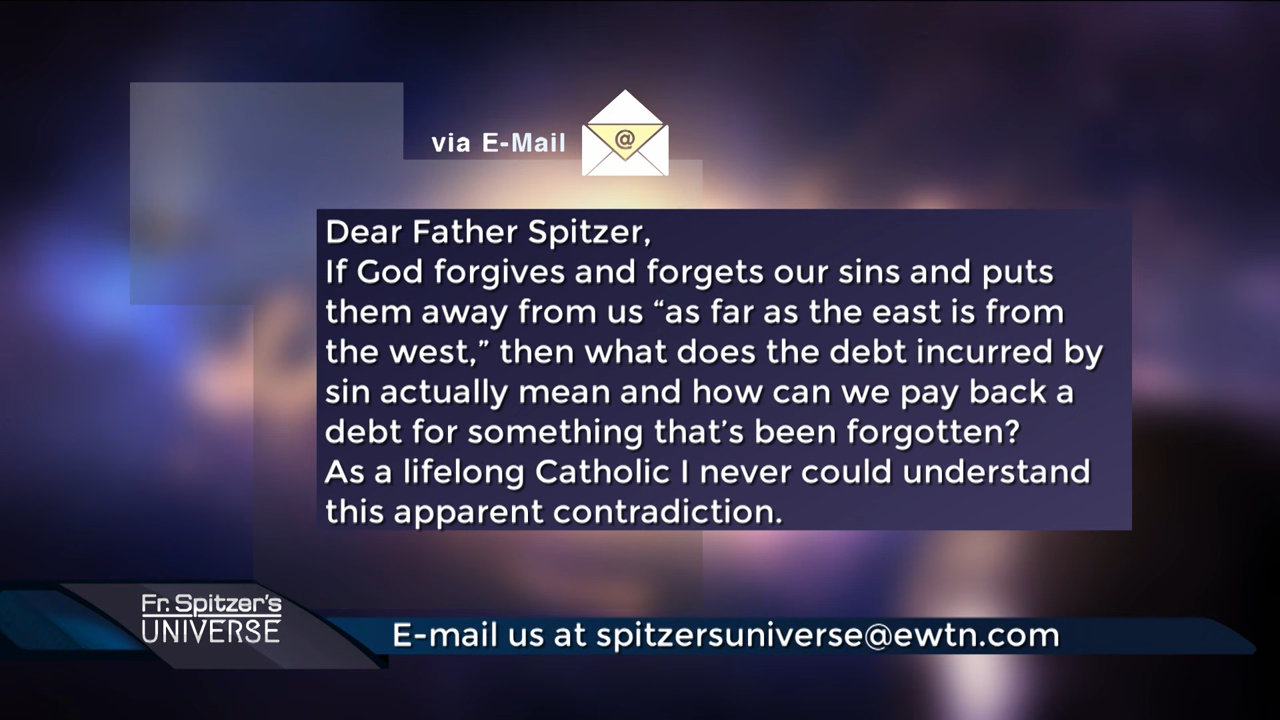 via E-Mail
@
Dear Father Spitzer,
If God forgives and forgets our sins and puts
them away from us “as far as the east is from
the west,” then what does the debt incurred by
sin actually mean and how can we pay back a
debt for something that’s been forgotten?
As a lifelong Catholic I never could understand
this apparent contradiction.
Fr. Spitzer's
UNIVERSE
E-mail us at spitzersuniverse@ewtn.com